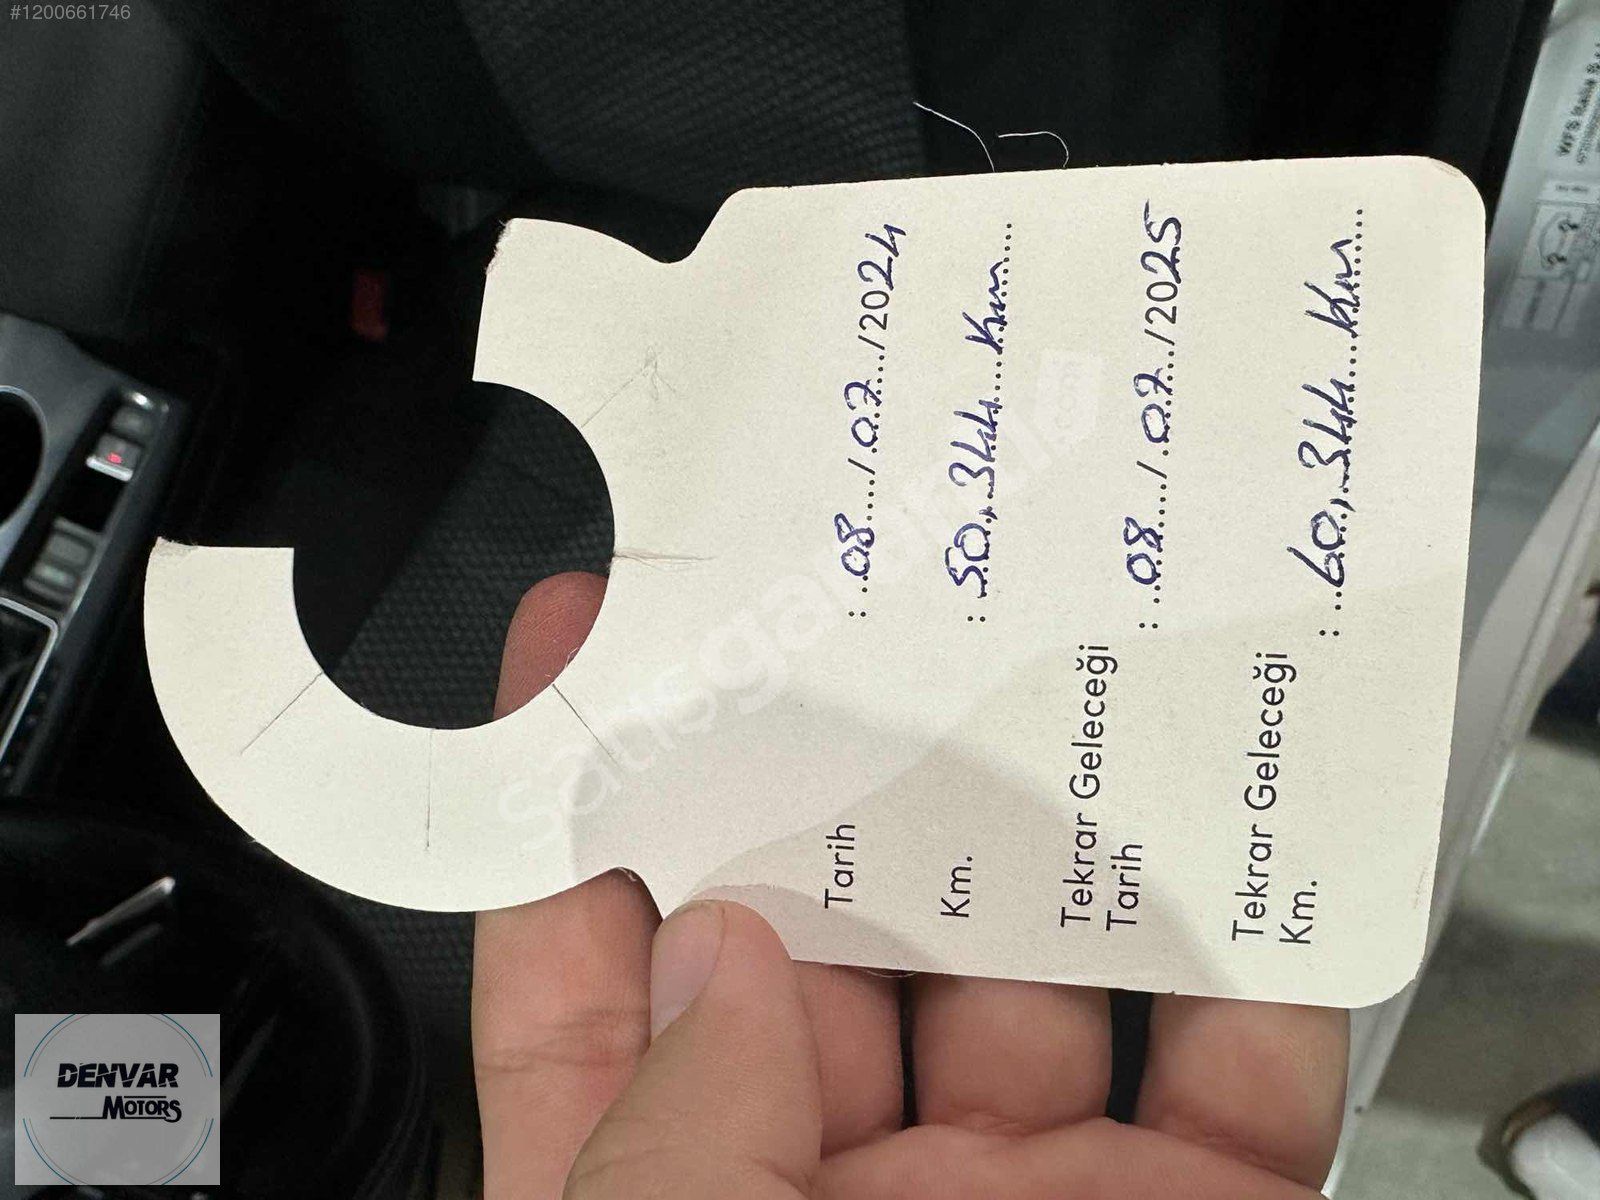 #1200661746
Tarih : 08 / 07 / 2024
Km. : 50,344 Km
Tekrar Geleceği
Tarih : 08 / 07 / 2025
Tekrar Geleceği
Km. : 60,344 Km
DENVAR
MOTORS